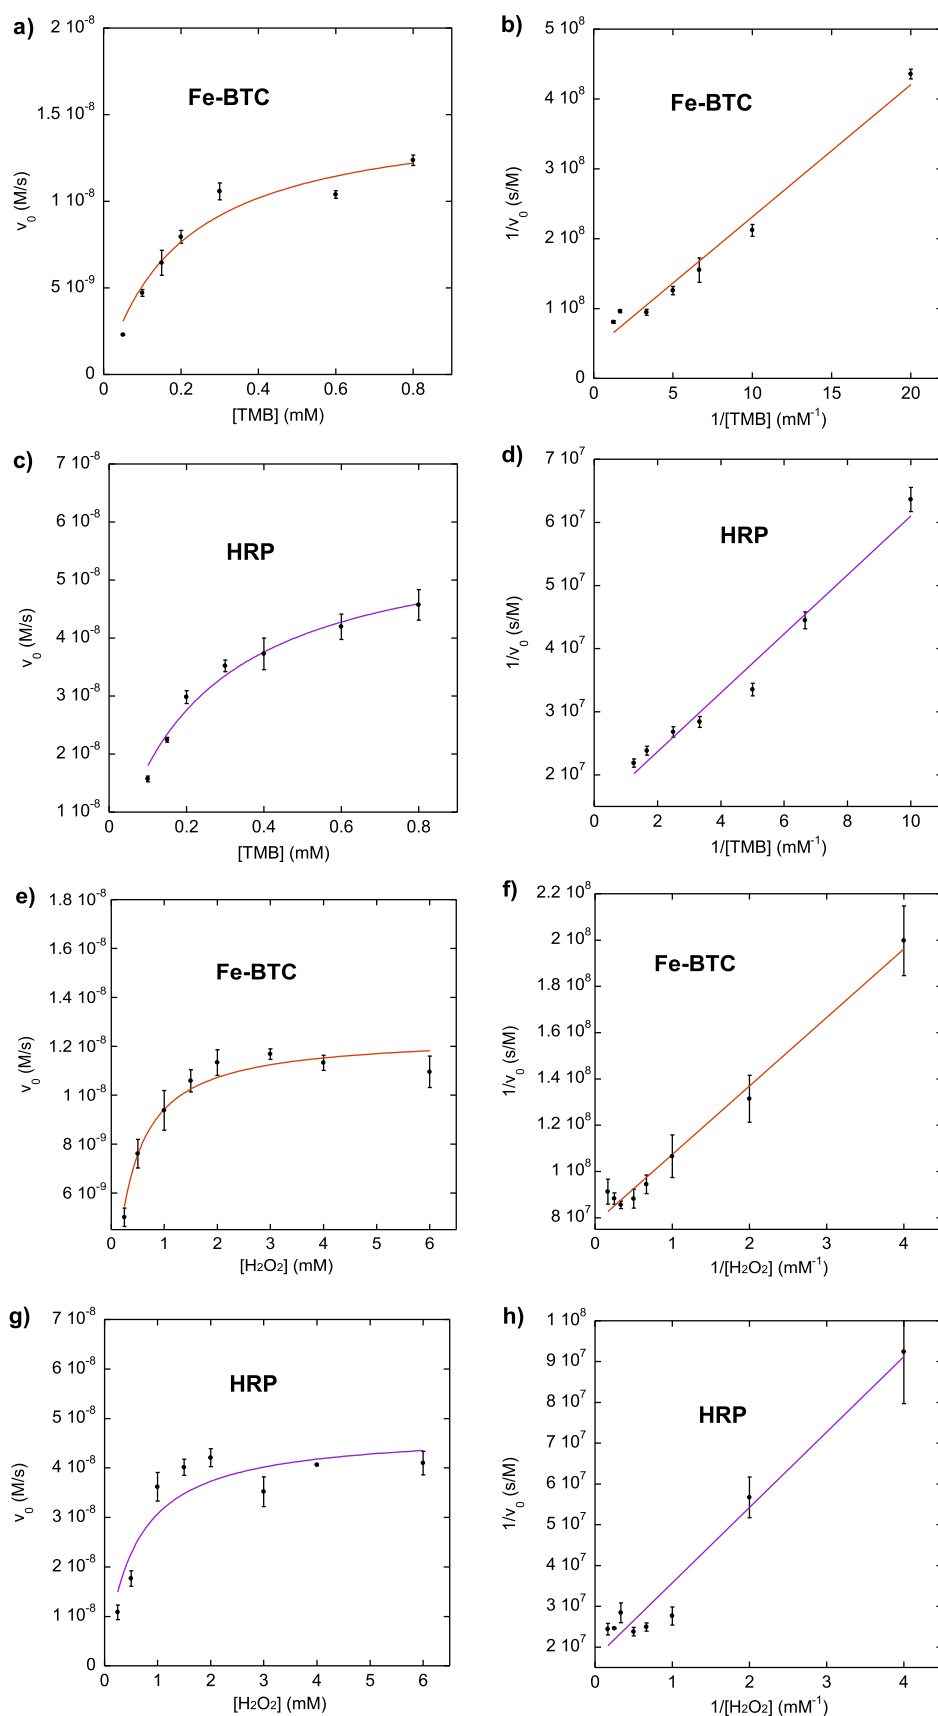 a)
2 10⁻⁸
1.5 10⁻⁸
1 10⁻⁸
5 10⁻⁹
0
v₀ (M/s)
Fe-BTC
0 0.2 0.4 0.6 0.8
[TMB] (mM)
b)
5 10⁸
4 10⁸
3 10⁸
2 10⁸
1 10⁸
0
1/v₀ (s/M)
Fe-BTC
0 5 10 15 20
1/[TMB] (mM⁻¹)
c)
7 10⁻⁸
6 10⁻⁸
5 10⁻⁸
4 10⁻⁸
3 10⁻⁸
2 10⁻⁸
1 10⁻⁸
v₀ (M/s)
HRP
0 0.2 0.4 0.6 0.8
[TMB] (mM)
d)
7 10⁷
6 10⁷
5 10⁷
4 10⁷
3 10⁷
2 10⁷
1/v₀ (s/M)
HRP
0 2 4 6 8 10
1/[TMB] (mM⁻¹)
e)
1.8 10⁻⁸
1.6 10⁻⁸
1.4 10⁻⁸
1.2 10⁻⁸
1 10⁻⁸
8 10⁻⁹
6 10⁻⁹
v₀ (M/s)
Fe-BTC
0 1 2 3 4 5 6
[H₂O₂] (mM)
f)
2.2 10⁸
2 10⁸
1.8 10⁸
1.6 10⁸
1.4 10⁸
1.2 10⁸
1 10⁸
8 10⁷
1/v₀ (s/M)
Fe-BTC
0 1 2 3 4
1/[H₂O₂] (mM⁻¹)
g)
7 10⁻⁸
6 10⁻⁸
5 10⁻⁸
4 10⁻⁸
3 10⁻⁸
2 10⁻⁸
1 10⁻⁸
0
v₀ (M/s)
HRP
0 1 2 3 4 5 6
[H₂O₂] (mM)
h)
1 10⁸
9 10⁷
8 10⁷
7 10⁷
6 10⁷
5 10⁷
4 10⁷
3 10⁷
2 10⁷
1/v₀ (s/M)
HRP
0 1 2 3 4
1/[H₂O₂] (mM⁻¹)